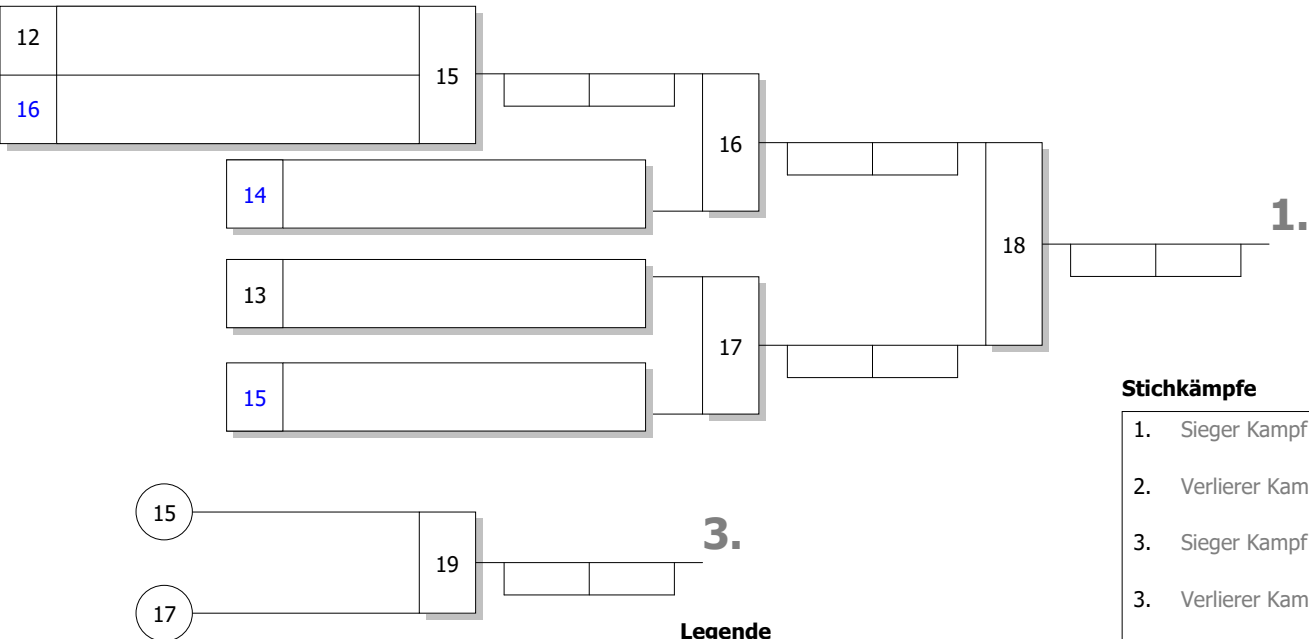 12
15
16
16
14
1.
18
13
17
15
Stichkämpfe
1. Sieger Kampf
2. Verlierer Kam
15
3.
3. Sieger Kampf
19
3. Verlierer Kam
17
Legende